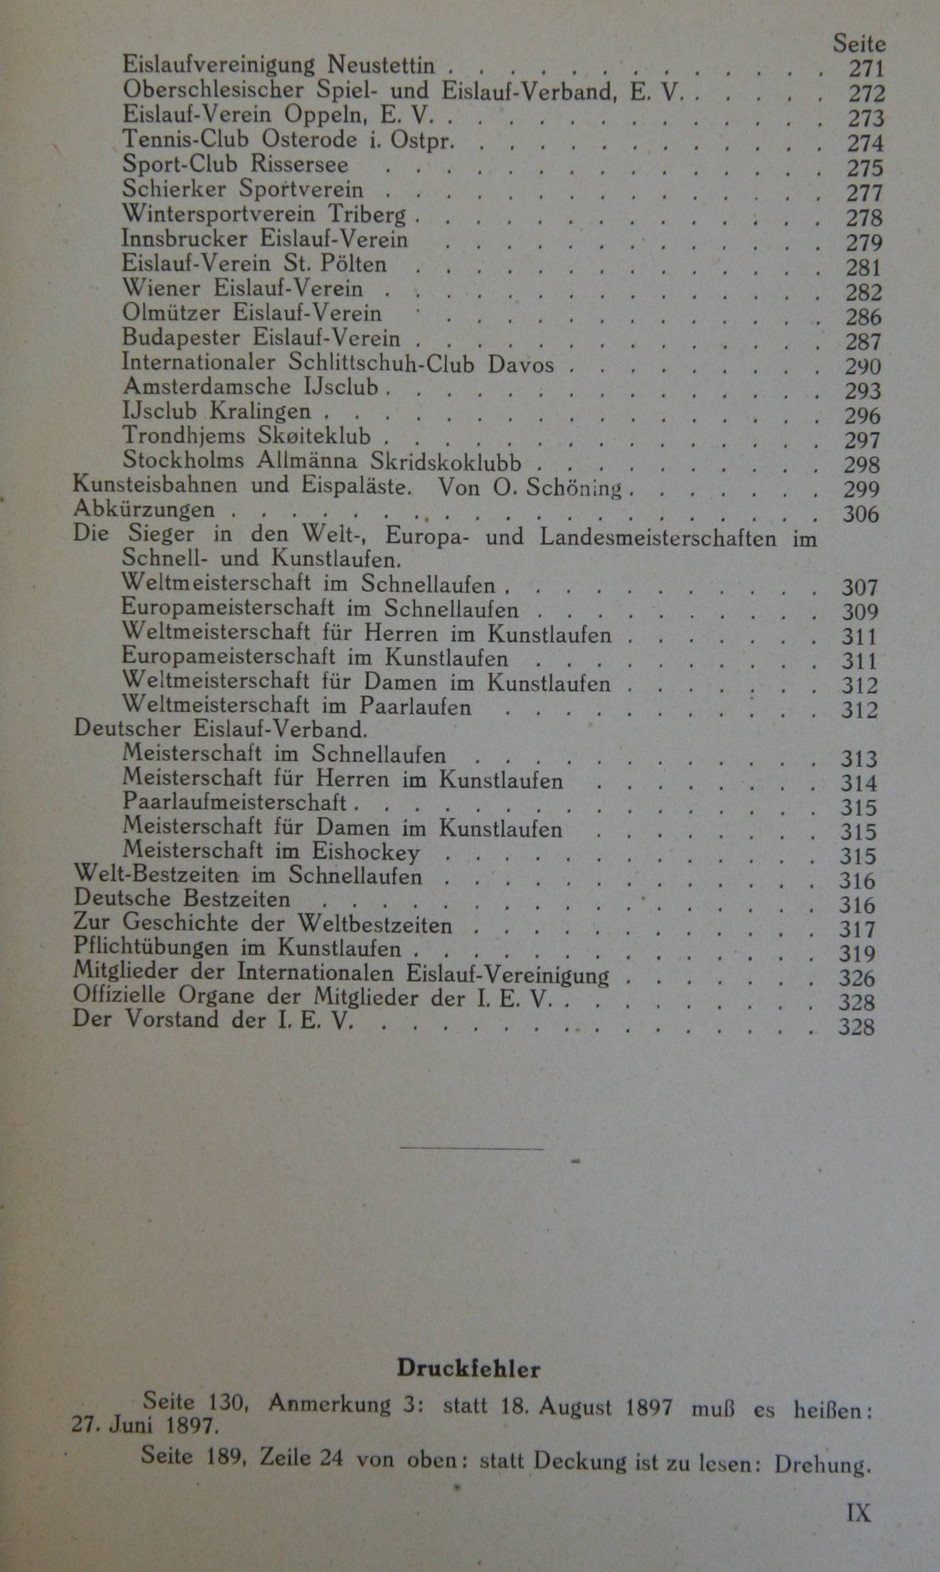 Seite
Eislaufvereinigung Neustettin . . . . . . . . . . . . . 271
Oberschlesischer Spiel- und Eislauf-Verband, E. V. . . . . . 272
Eislauf-Verein Oppeln, E. V. . . . . . . . . . . . . . 273
Tennis-Club Osterode i. Ostpr. . . . . . . . . . . . . 274
Sport-Club Rissersee . . . . . . . . . . . . . . . 275
Schierker Sportverein . . . . . . . . . . . . . . . 277
Wintersportverein Triberg . . . . . . . . . . . . . . 278
Innsbrucker Eislauf-Verein . . . . . . . . . . . . . 279
Eislauf-Verein St. Pölten . . . . . . . . . . . . . . 281
Wiener Eislauf-Verein . . . . . . . . . . . . . . . 282
Olmützer Eislauf-Verein . . . . . . . . . . . . . . 286
Budapester Eislauf-Verein . . . . . . . . . . . . . . 287
Internationaler Schlittschuh-Club Davos . . . . . . . . . 290
Amsterdamsche IJsclub . . . . . . . . . . . . . . . 293
IJsclub Kralingen . . . . . . . . . . . . . . . . . 296
Trondhjems Skøiteklub . . . . . . . . . . . . . . . 297
Stockholms Allmänna Skridskoklubb . . . . . . . . . . 298
Kunsteisbahnen und Eispaläste. Von O. Schöning . . . . . . . 299
Abkürzungen . . . . . . . . . . . . . . . . . . . . 306
Die Sieger in den Welt-, Europa- und Landesmeisterschaften im
Schnell- und Kunstlaufen.
Weltmeisterschaft im Schnellaufen . . . . . . . . . . . 307
Europameisterschaft im Schnellaufen . . . . . . . . . . 309
Weltmeisterschaft für Herren im Kunstlaufen . . . . . . . 311
Europameisterschaft im Kunstlaufen . . . . . . . . . . 311
Weltmeisterschaft für Damen im Kunstlaufen . . . . . . . 312
Weltmeisterschaft im Paarlaufen . . . . . . . . . . . 312
Deutscher Eislauf-Verband.
Meisterschaft im Schnellaufen . . . . . . . . . . . . 313
Meisterschaft für Herren im Kunstlaufen . . . . . . . . 314
Paarlaufmeisterschaft . . . . . . . . . . . . . . . . 315
Meisterschaft für Damen im Kunstlaufen . . . . . . . . 315
Meisterschaft im Eishockey . . . . . . . . . . . . . 315
Welt-Bestzeiten im Schnellaufen . . . . . . . . . . . . . 316
Deutsche Bestzeiten . . . . . . . . . . . . . . . . . 316
Zur Geschichte der Weltbestzeiten . . . . . . . . . . . . 317
Pflichtübungen im Kunstlaufen . . . . . . . . . . . . . . 319
Mitglieder der Internationalen Eislauf-Vereinigung . . . . . . . 326
Offizielle Organe der Mitglieder der I. E. V. . . . . . . . . . 328
Der Vorstand der I. E. V. . . . . . . . . . . . . . . . . 328
Druckfehler
Seite 130, Anmerkung 3: statt 18. August 1897 muß es heißen:
27. Juni 1897.
Seite 189, Zeile 24 von oben: statt Deckung ist zu lesen: Drehung.
IX